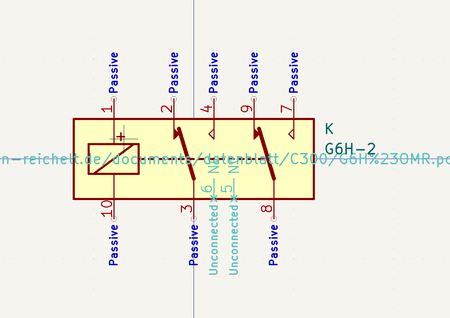 Passive Passive Passive Passive Passive
1 2 4 9 7
K
G6H-2
n-reichelt.de/documents/datenblatt/C300/G6H%23OMR.pd
+
6 NC 5 NC
10 3 8
Passive Passive Unconnected Unconnected Passive